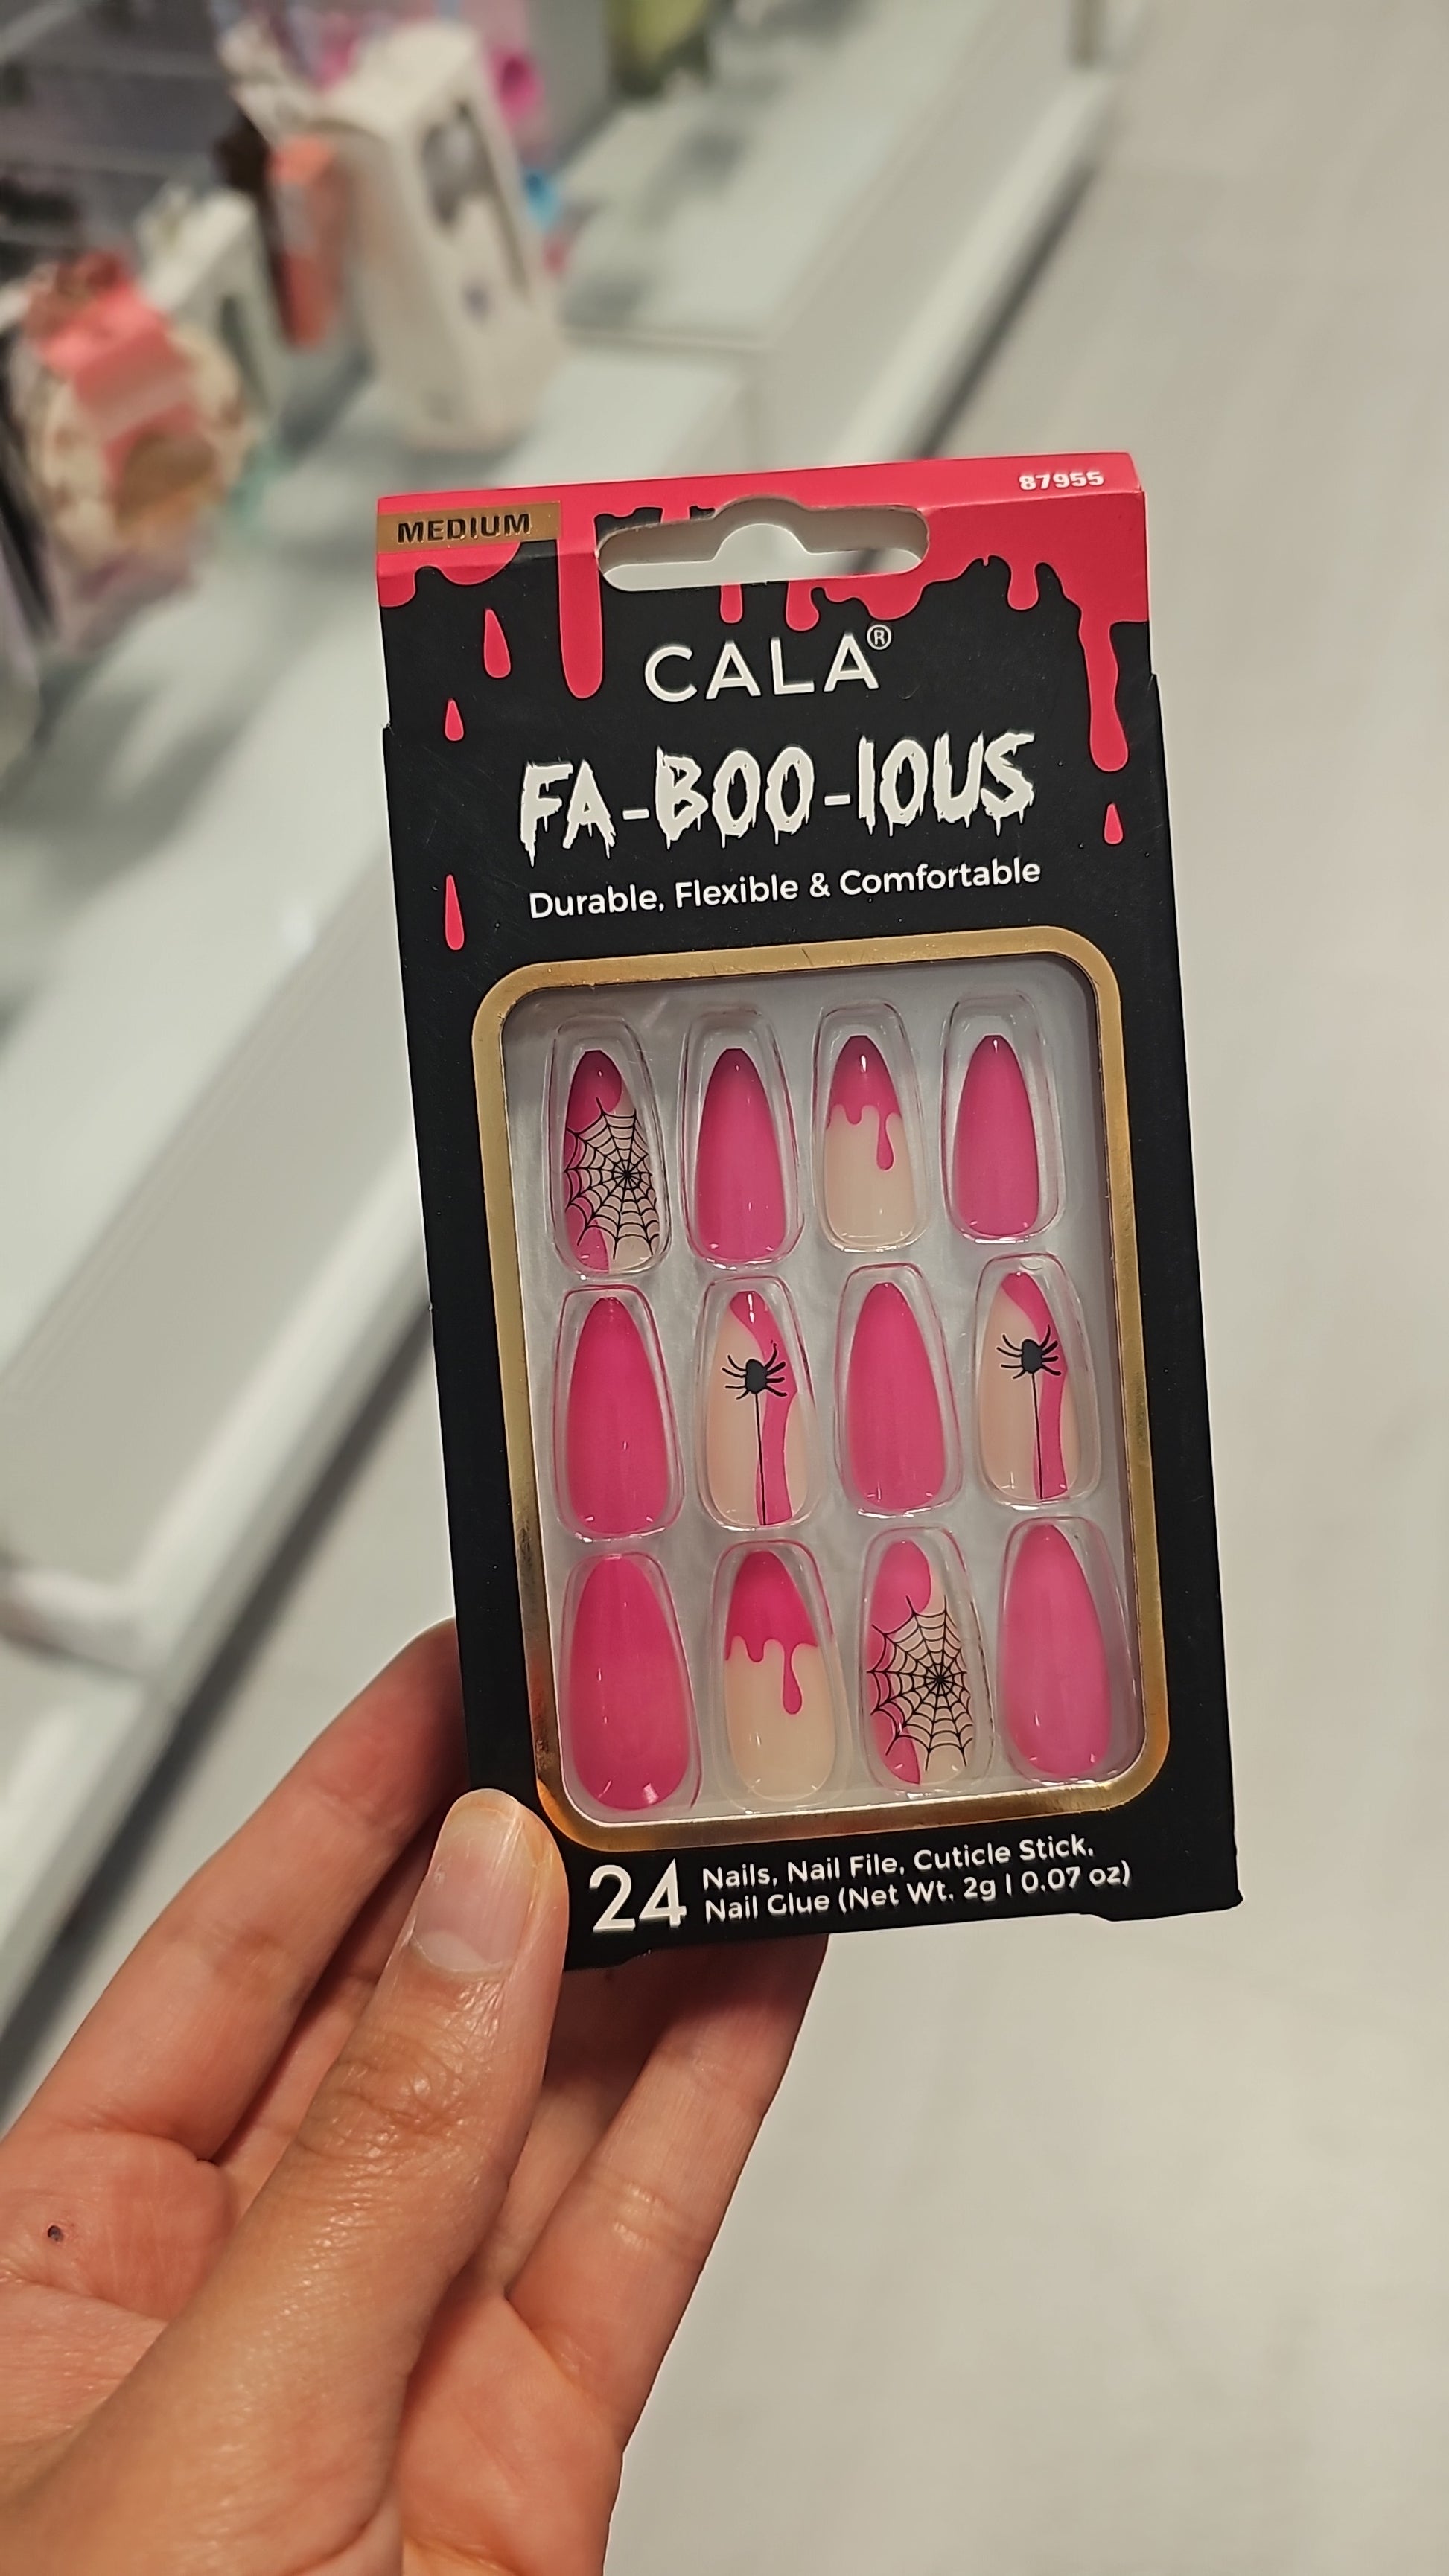 87955
MEDIUM
CALA®
FA-BOO-IOUS
Durable, Flexible & Comfortable
24
Nails, Nail File, Cuticle Stick,
Nail Glue (Net Wt. 2g | 0.07 oz)